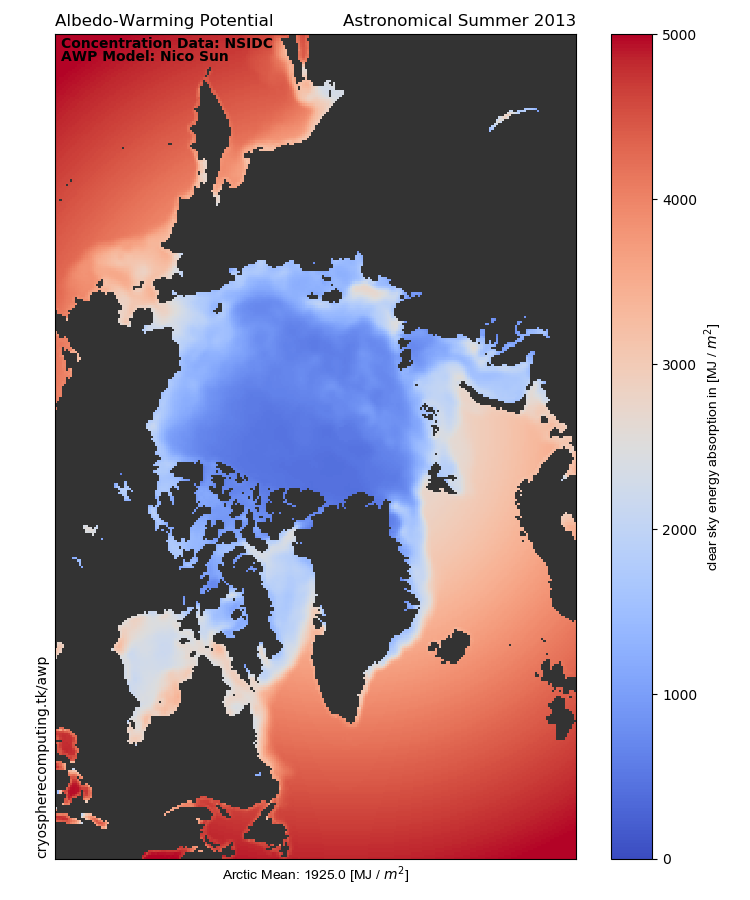 Albedo-Warming Potential Astronomical Summer 2013
Concentration Data: NSIDC
AWP Model: Nico Sun
5000
4000
3000
2000
1000
0
clear sky energy absorption in [MJ / m²]
cryospherecomputing.tk/awp
Arctic Mean: 1925.0 [MJ / m²]